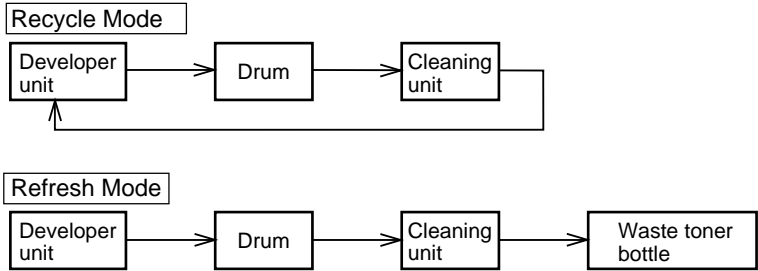 Recycle Mode
Developer
unit
Drum
Cleaning
unit
Refresh Mode
Developer
unit
Drum
Cleaning
unit
Waste toner
bottle